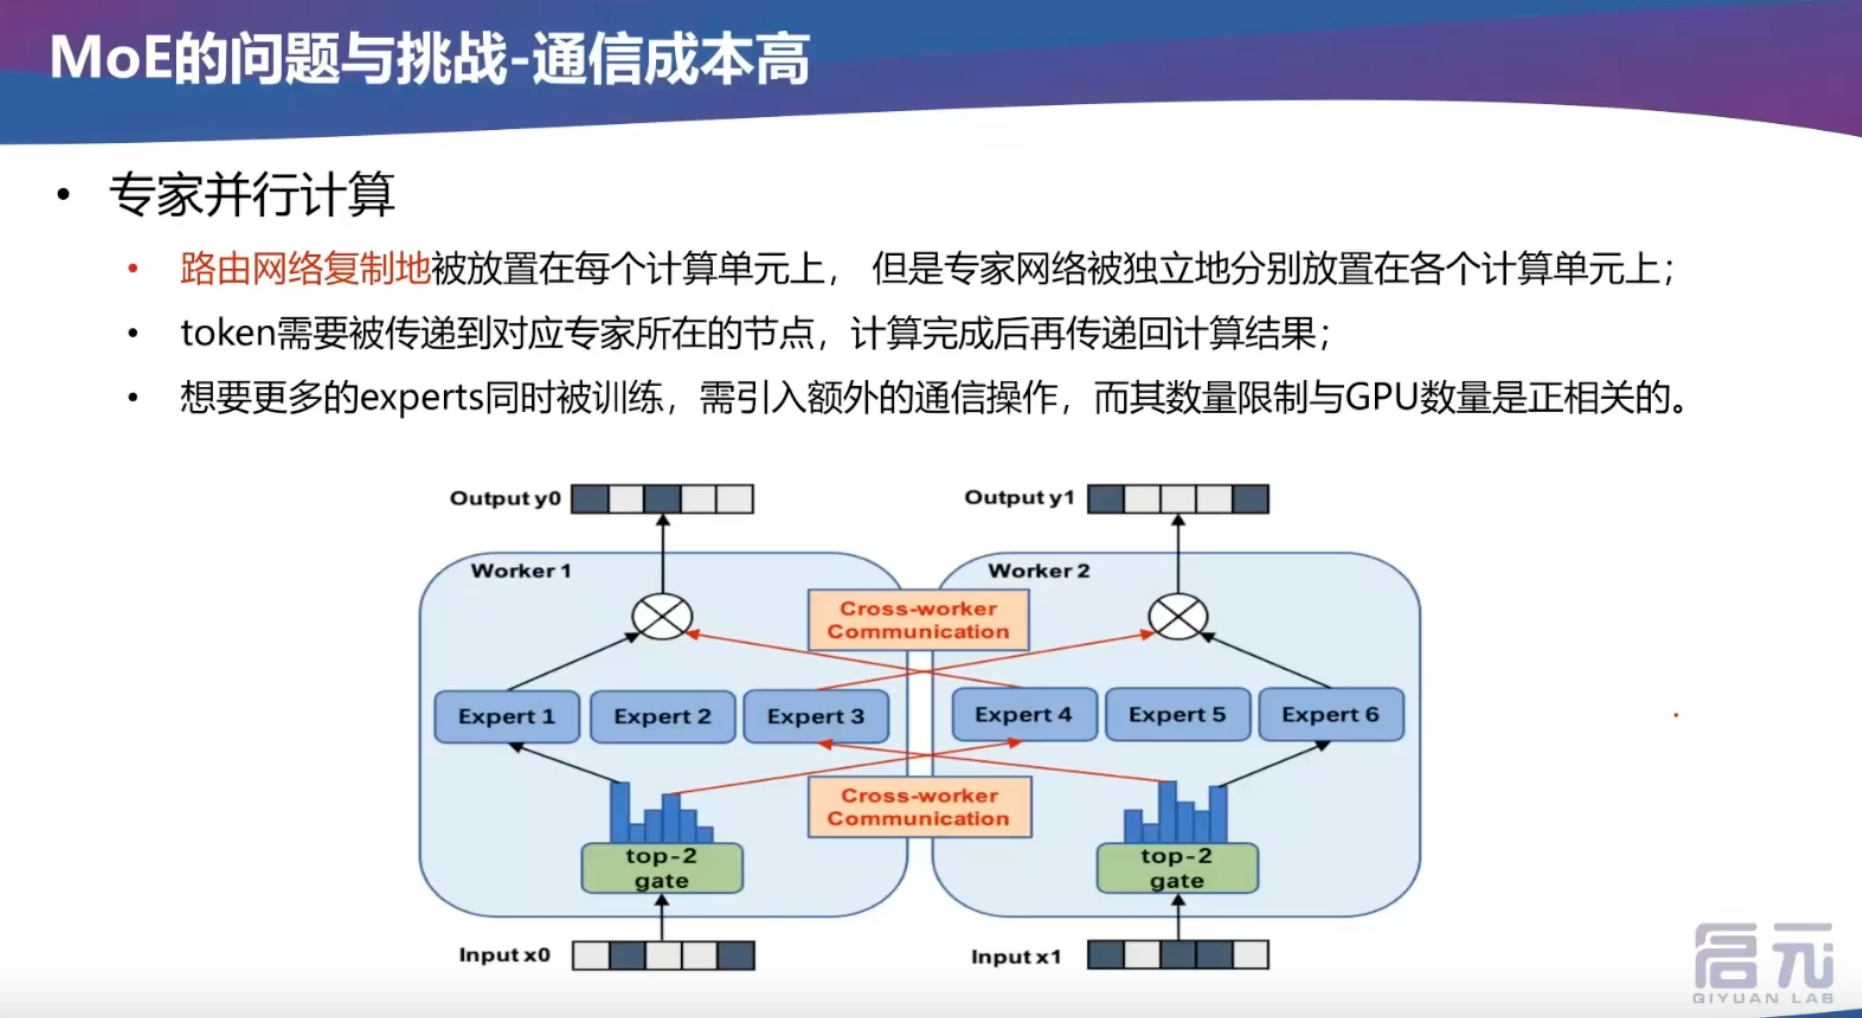 MoE的问题与挑战-通信成本高
• 专家并行计算
• 路由网络复制地被放置在每个计算单元上， 但是专家网络被独立地分别放置在各个计算单元上；
• token需要被传递到对应专家所在的节点，计算完成后再传递回计算结果；
• 想要更多的experts同时被训练，需引入额外的通信操作，而其数量限制与GPU数量是正相关的。
Output y0
Output y1
Worker 1
Worker 2
Cross-worker
Communication
Expert 1
Expert 2
Expert 3
Expert 4
Expert 5
Expert 6
Cross-worker
Communication
top-2
gate
top-2
gate
Input x0
Input x1
启元
QIYUAN LAB